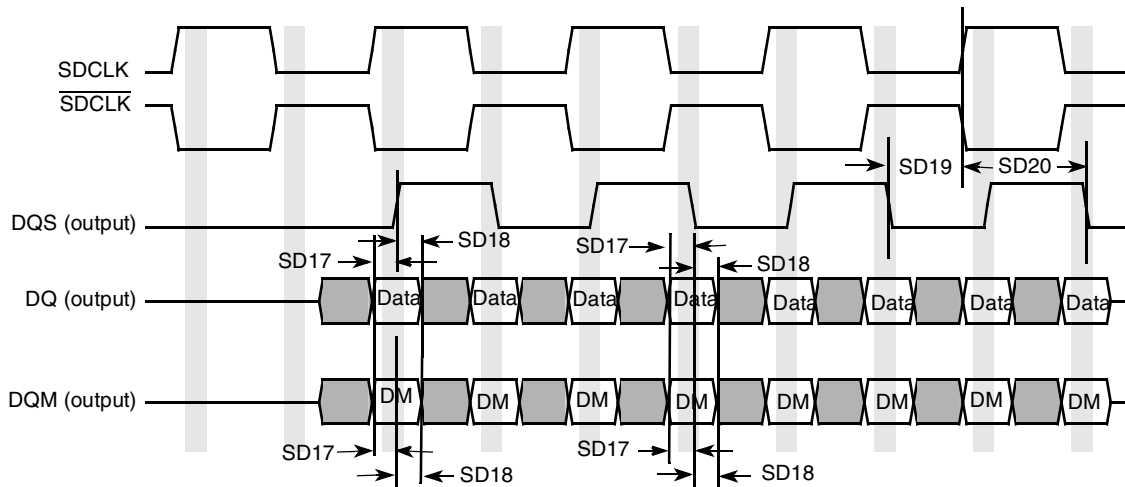 SDCLK
SDCLK
SD19 SD20
DQS (output)
SD18 SD17
SD17 SD18
DQ (output) Data Data Data Data Data Data Data Data
DQM (output) DM DM DM DM DM DM DM DM
SD17 SD17
SD18 SD18